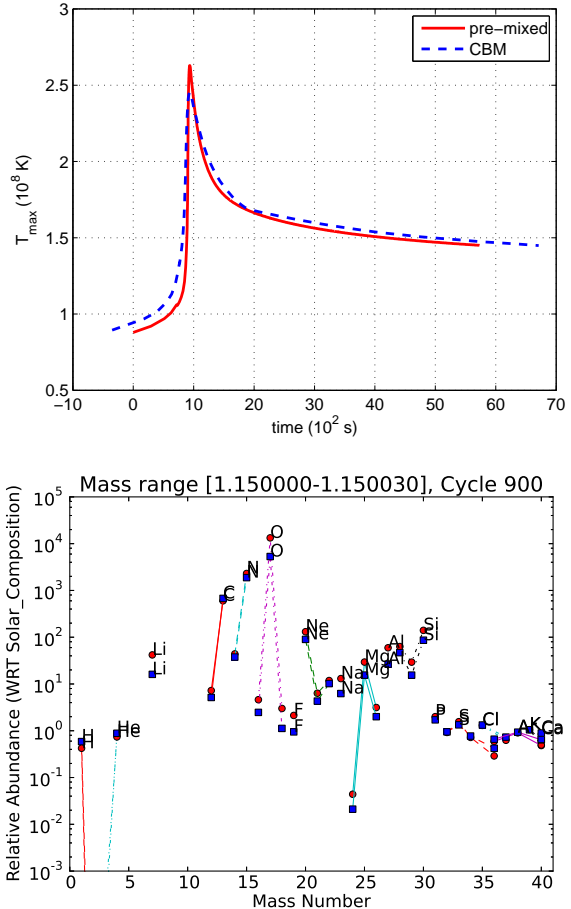 3
pre−mixed
CBM
2.5
2
T_max (10^8 K)
1.5
1
0.5
−10 0 10 20 30 40 50 60 70
time (10^2 s)
Mass range [1.150000-1.150030], Cycle 900
10^5
10^4
10^3
10^2
10^1
10^0
10^-1
10^-2
10^-3
Relative Abundance (WRT Solar_Composition)
O
O
N
N
C
C
Ne
Ne
Si
Si
Al
Al
Mg
Mg
Li
Li
Na
Na
F
F
H
H
He
He
P
P
S
S
Cl
Cl
Ar
K
K
Ca
Ca
0 5 10 15 20 25 30 35 40
Mass Number